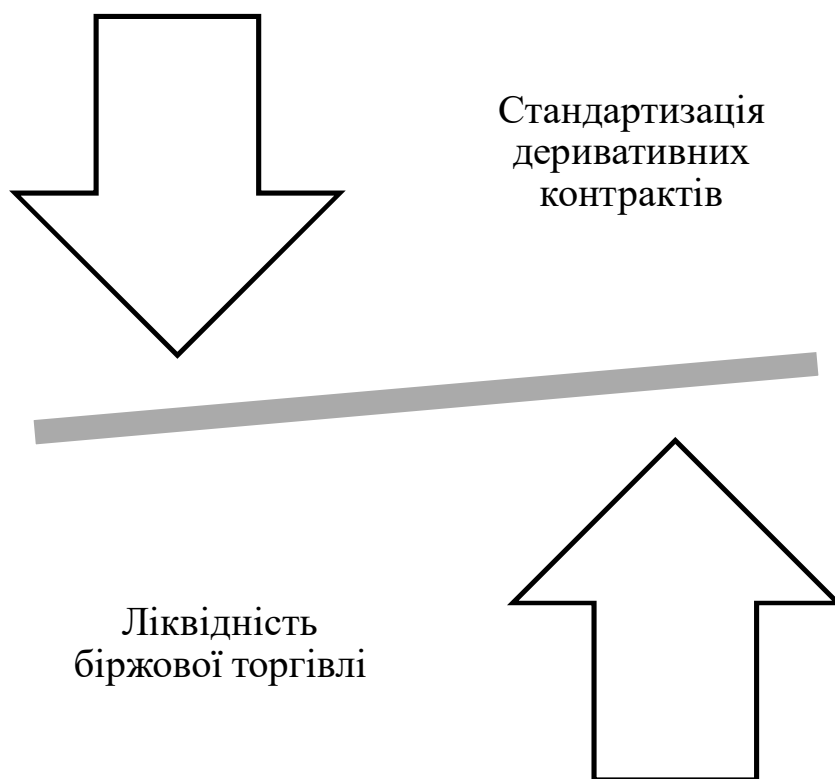 Стандартизація
деривативних
контрактів
Ліквідність
біржової торгівлі